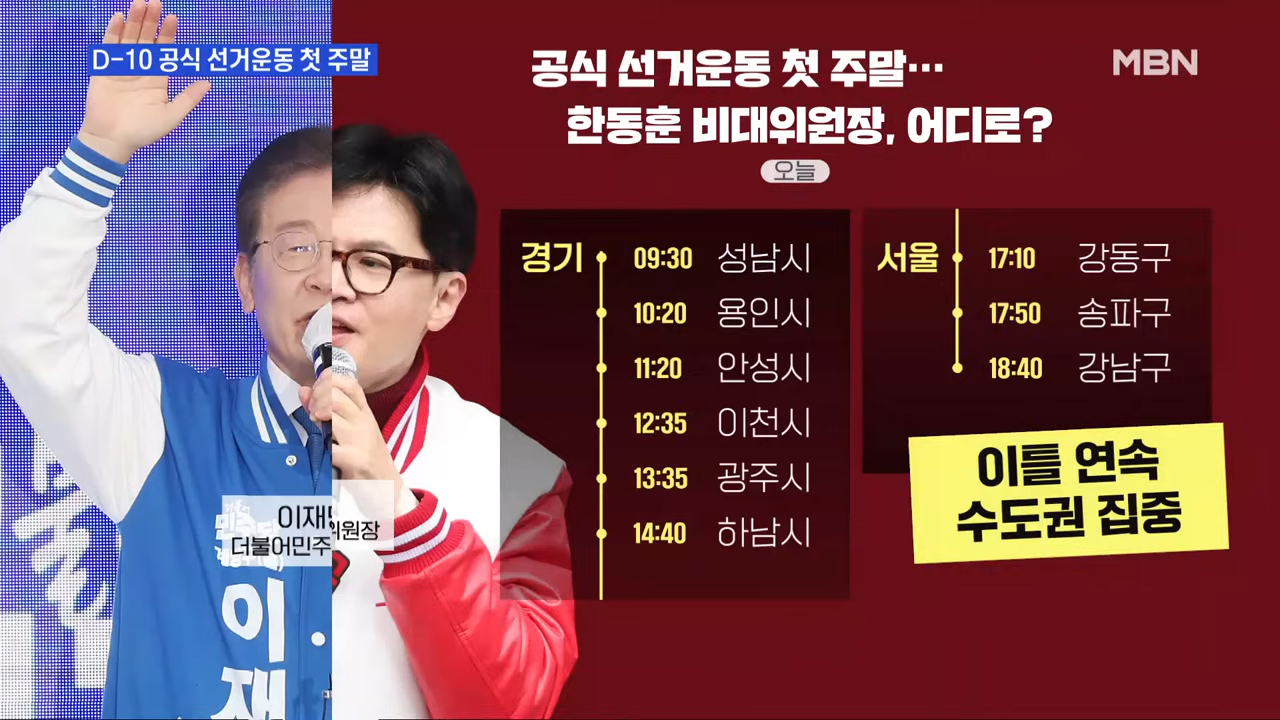 D-10 공식 선거운동 첫 주말
MBN
공식 선거운동 첫 주말…
한동훈 비대위원장, 어디로?
오늘
경기
09:30 성남시
10:20 용인시
11:20 안성시
12:35 이천시
13:35 광주시
14:40 하남시
서울
17:10 강동구
17:50 송파구
18:40 강남구
이틀 연속
수도권 집중
이재
위원장
더불어민주
이
재